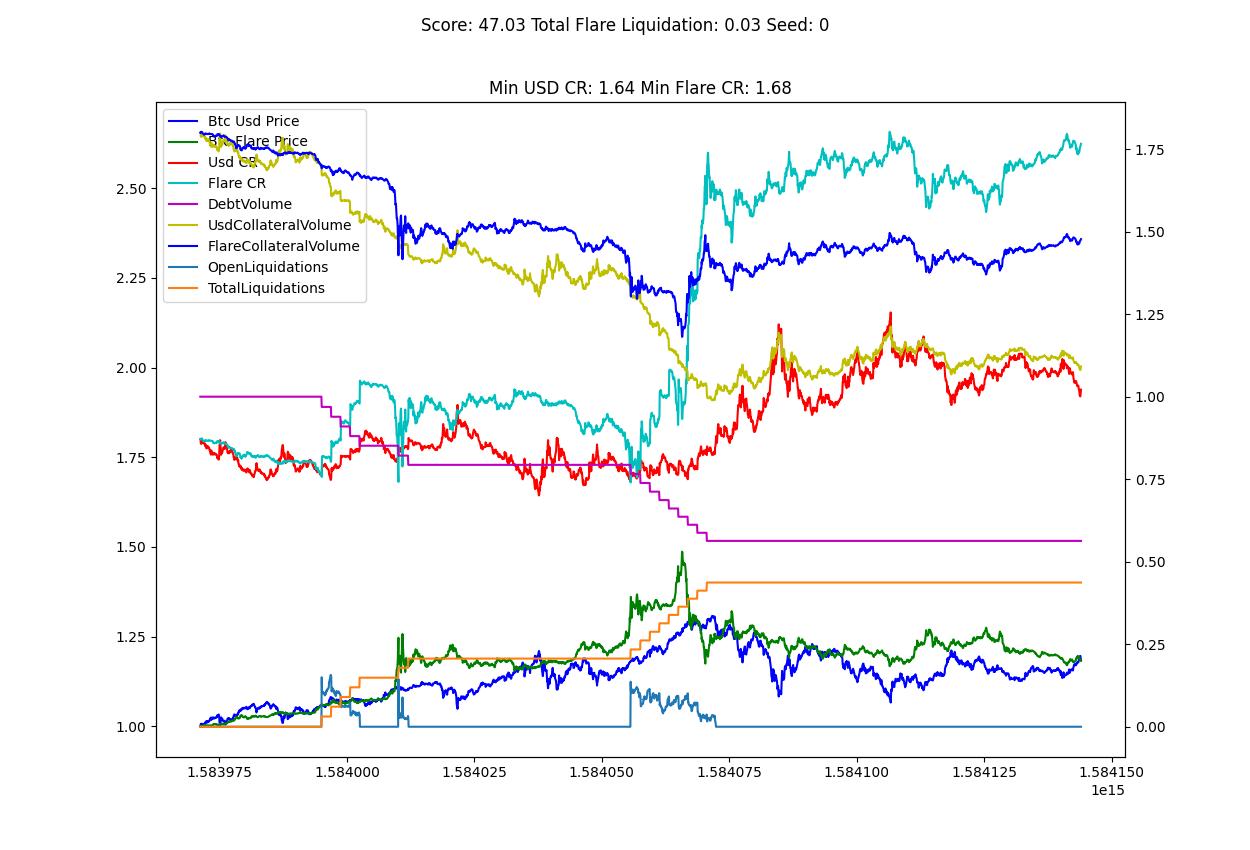 Score: 47.03 Total Flare Liquidation: 0.03 Seed: 0
Min USD CR: 1.64 Min Flare CR: 1.68
Btc Usd Price
Btc Flare Price
Usd CR
Flare CR
DebtVolume
UsdCollateralVolume
FlareCollateralVolume
OpenLiquidations
TotalLiquidations
2.50
2.25
2.00
1.75
1.50
1.25
1.00
1.75
1.50
1.25
1.00
0.75
0.50
0.25
0.00
1.583975 1.584000 1.584025 1.584050 1.584075 1.584100 1.584125 1.584150
1e15